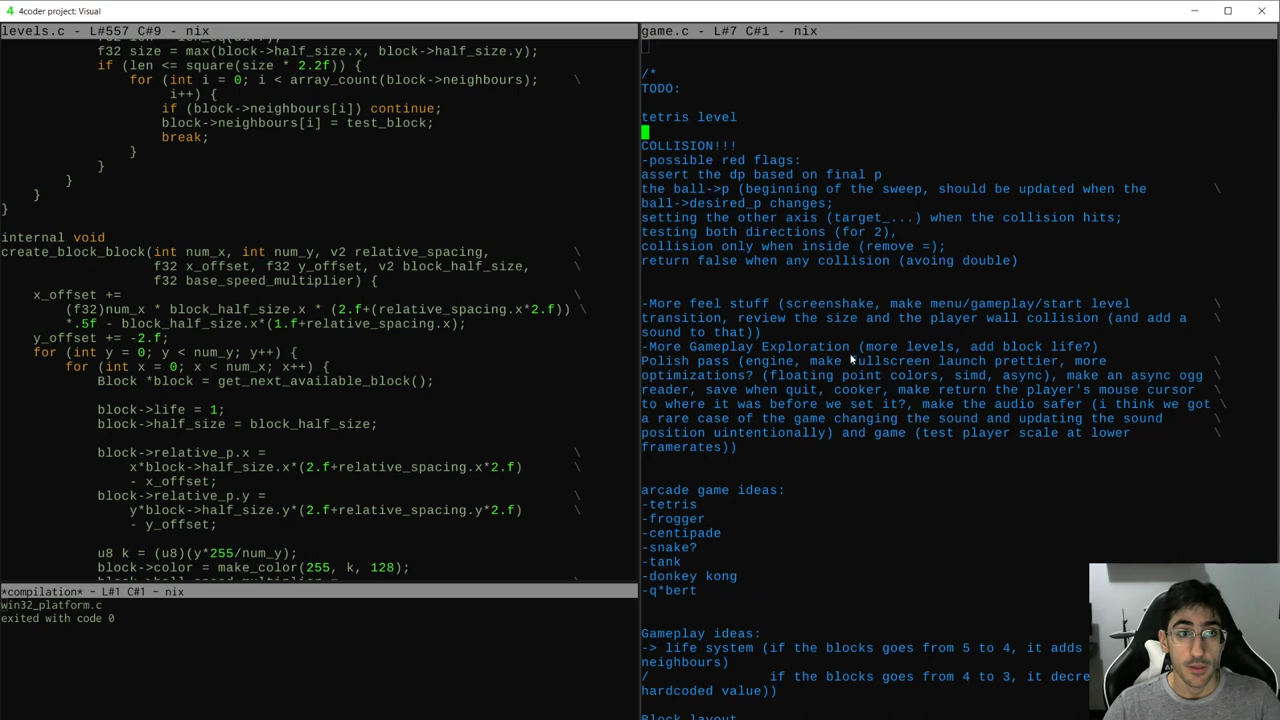 4coder project: Visual
levels.c - L#557 C#9 - nix
f32 size = max(block->half_size.x, block->half_size.y);
if (len <= square(size * 2.2f)) {
for (int i = 0; i < array_count(block->neighbours); \
i++) {
if (block->neighbours[i]) continue;
block->neighbours[i] = test_block;
break;
}
}
}
}
}
internal void
create_block_block(int num_x, int num_y, v2 relative_spacing,
f32 x_offset, f32 y_offset, v2 block_half_size,
f32 base_speed_multiplier) {
x_offset +=
(f32)num_x * block_half_size.x * (2.f+(relative_spacing.x*2.f)) \
*.5f - block_half_size.x*(1.f+relative_spacing.x);
y_offset += -2.f;
for (int y = 0; y < num_y; y++) {
for (int x = 0; x < num_x; x++) {
Block *block = get_next_available_block();
block->life = 1;
block->half_size = block_half_size;
block->relative_p.x = \
x*block->half_size.x*(2.f+relative_spacing.x*2.f)
- x_offset;
block->relative_p.y = \
y*block->half_size.y*(2.f+relative_spacing.y*2.f)
- y_offset;
u8 k = (u8)(y*255/num_y);
block->color = make_color(255, k, 128);
*compilation* - L#1 C#1 - nix
win32_platform.c
exited with code 0
game.c - L#7 C#1 - nix
/*
TODO:
tetris level
COLLISION!!!
-possible red flags:
assert the dp based on final p
the ball->p (beginning of the sweep, should be updated when the \
ball->desired_p changes;
setting the other axis (target_...) when the collision hits;
testing both directions (for 2),
collision only when inside (remove =);
return false when any collision (avoing double)
-More feel stuff (screenshake, make menu/gameplay/start level \
transition, review the size and the player wall collision (and add a \
sound to that))
-More Gameplay Exploration (more levels, add block life?)
Polish pass (engine, make fullscreen launch prettier, more \
optimizations? (floating point colors, simd, async), make an async ogg \
reader, save when quit, cooker, make return the player's mouse cursor \
to where it was before we set it?, make the audio safer (i think we got \
a rare case of the game changing the sound and updating the sound \
position uintentionally) and game (test player scale at lower \
framerates))
arcade game ideas:
-tetris
-frogger
-centipade
-snake?
-tank
-donkey kong
-q*bert
Gameplay ideas:
-> life system (if the blocks goes from 5 to 4, it adds
neighbours)
/ if the blocks goes from 4 to 3, it decre
hardcoded value))